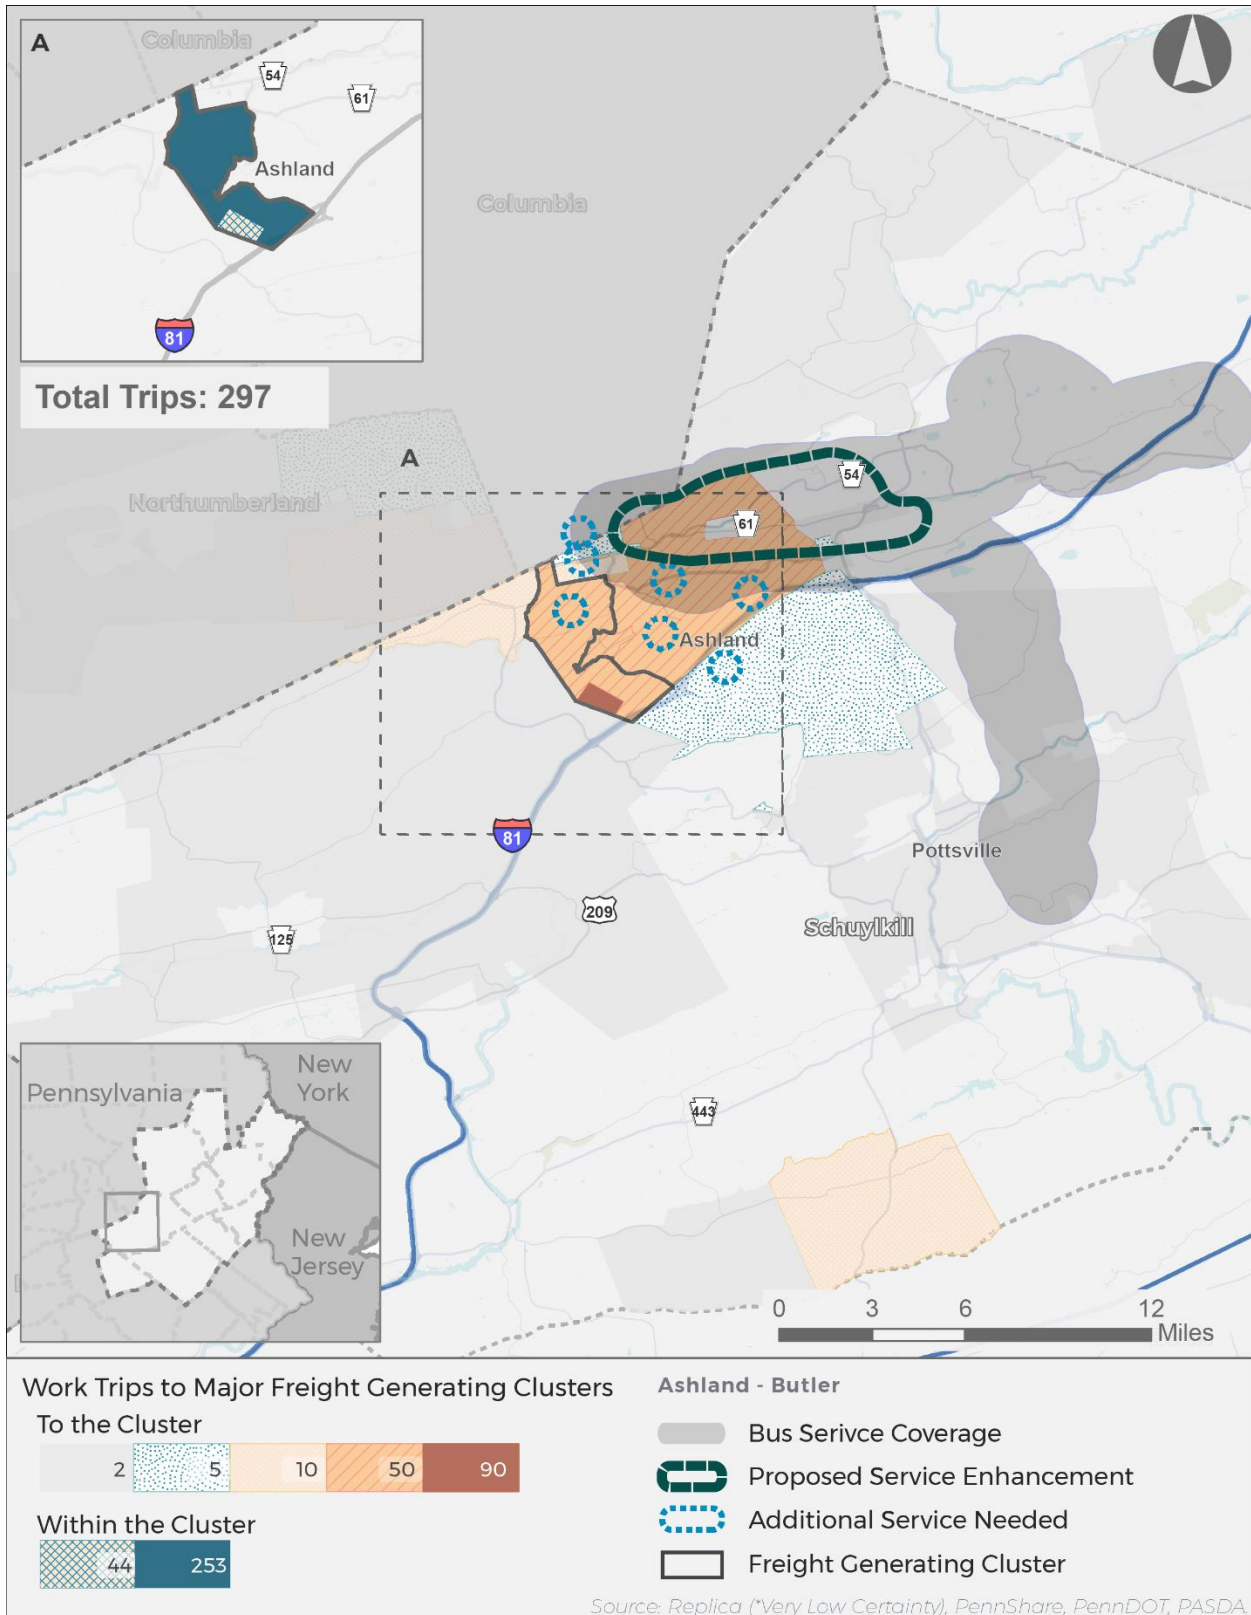 A
Columbia
54
61
Ashland
81
Total Trips: 297
Columbia
Northumberland
A
54
61
Ashland
81
Pottsville
209
Schuylkill
125
443
Pennsylvania
New
York
New
Jersey
0 3 6 12
Miles
Work Trips to Major Freight Generating Clusters
To the Cluster
2 5 10 50 90
Within the Cluster
44 253
Ashland - Butler
Bus Serivce Coverage
Proposed Service Enhancement
Additional Service Needed
Freight Generating Cluster
Source: Replica (*Very Low Certainty), PennShare, PennDOT, PASDA